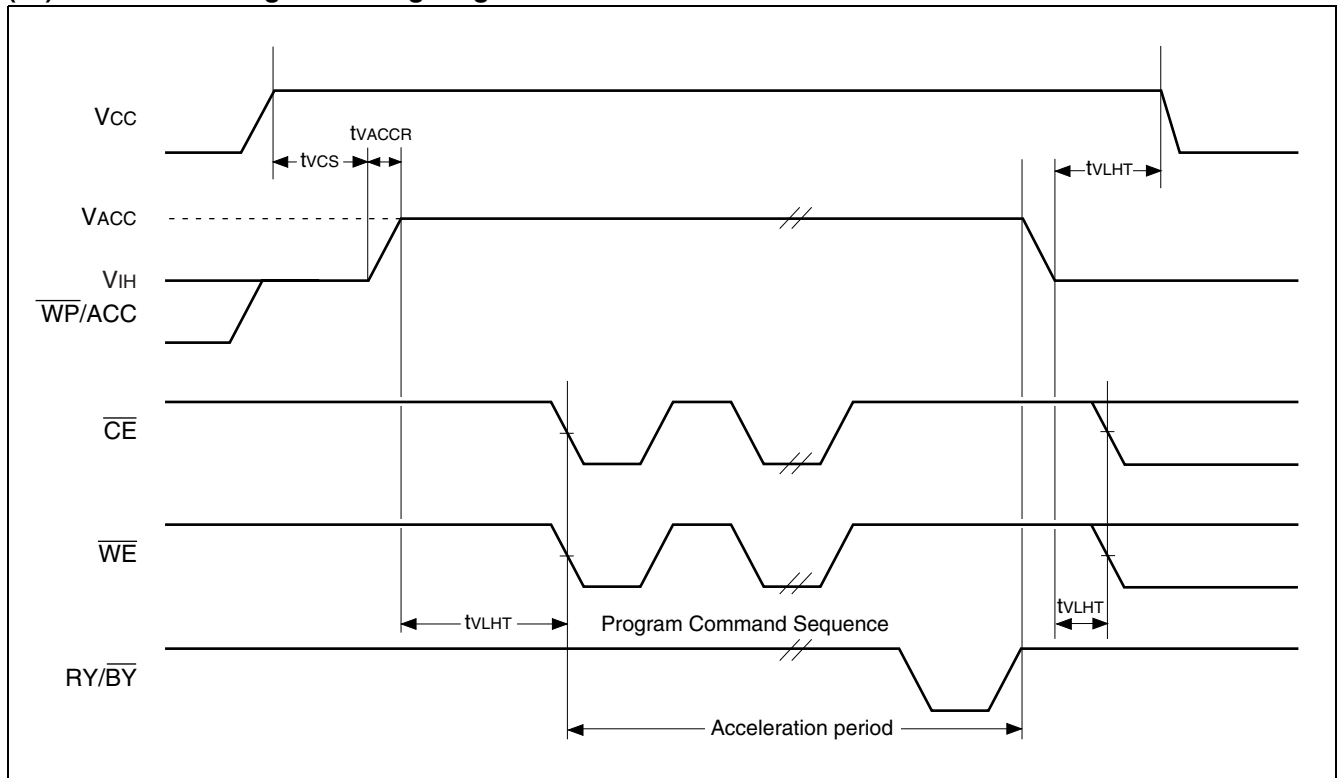 VCC
tVACCR
tVCS
tVLHT
VACC
VIH
WP/ACC
CE
WE
tVLHT
Program Command Sequence
tVLHT
RY/BY
Acceleration period